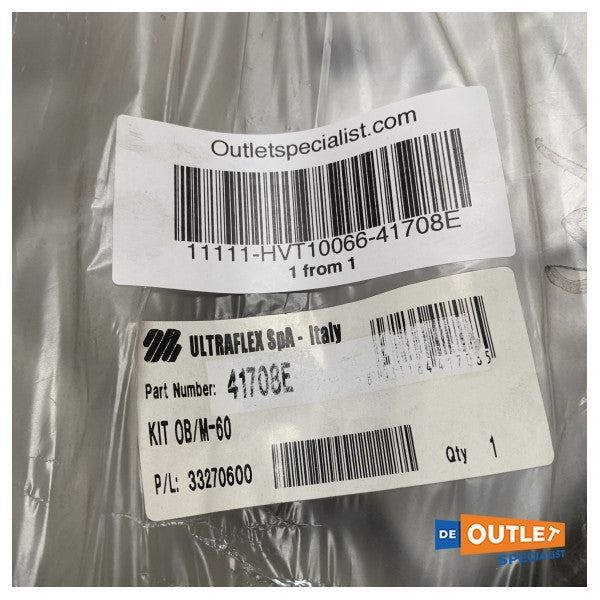 Outletspecialist.com
11111-HVT10066-41708E
1 from 1
ULTRAFLEX SpA - Italy
Part Number: 41708E
KIT OB/M-60
P/L: 33270600
Qty 1
DE OUTLET
SPECIALIST